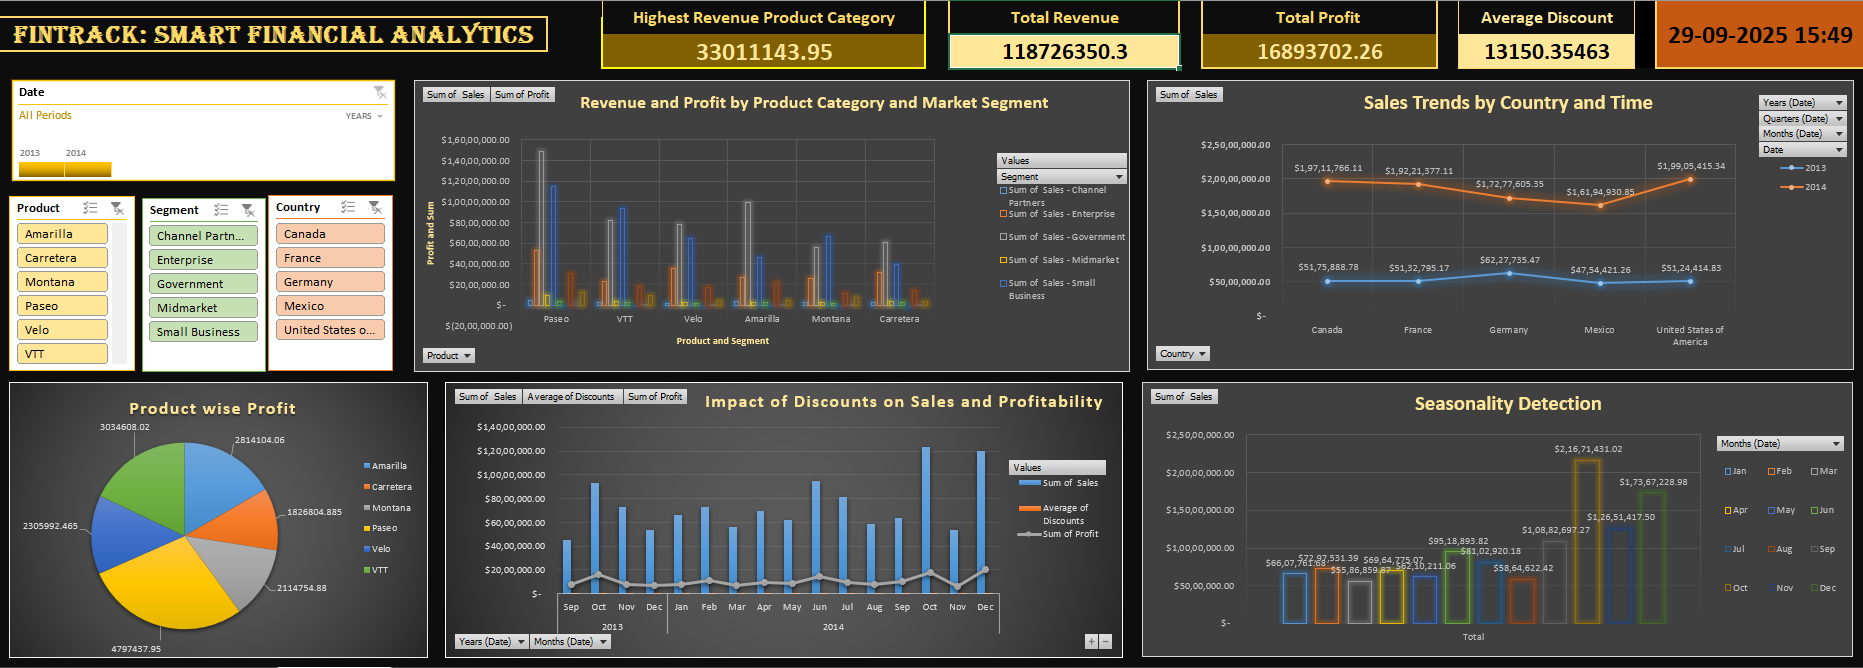 FINTRACK: SMART FINANCIAL ANALYTICS
Highest Revenue Product Category
33011143.95
Total Revenue
118726350.3
Total Profit
16893702.26
Average Discount
13150.35463
29-09-2025 15:49
Date
All Periods
YEARS
2013 2014
Product
Amarilla
Carretera
Montana
Paseo
Velo
VTT
Segment
Channel Partn...
Enterprise
Government
Midmarket
Small Business
Country
Canada
France
Germany
Mexico
United States o...
Sum of Sales Sum of Profit
Revenue and Profit by Product Category and Market Segment
Profit and Sum
$1,60,00,000.00
$1,40,00,000.00
$1,20,00,000.00
$1,00,00,000.00
$80,00,000.00
$60,00,000.00
$40,00,000.00
$20,00,000.00
$-
$(20,00,000.00)
Paseo VTT Velo Amarilla Montana Carretera
Product and Segment
Product
Values
Segment
Sum of Sales - Channel
Partners
Sum of Sales - Enterprise
Sum of Sales - Government
Sum of Sales - Midmarket
Sum of Sales - Small
Business
Sum of Sales
Sales Trends by Country and Time
$2,50,00,000.00
$2,00,00,000.00
$1,50,00,000.00
$1,00,00,000.00
$50,00,000.00
$-
$1,97,11,766.11
$1,92,21,377.11
$1,72,77,605.35
$1,61,94,930.85
$1,99,05,415.34
$51,75,888.78
$51,32,795.17
$62,27,735.47
$47,54,421.26
$51,24,414.83
Canada France Germany Mexico United States of
America
Country
Years (Date)
Quarters (Date)
Months (Date)
Date
2013
2014
Product wise Profit
3034608.02
2814104.06
2305992.465
1826804.885
2114754.88
4797437.95
Amarilla
Carretera
Montana
Paseo
Velo
VTT
Sum of Sales Average of Discounts Sum of Profit
Impact of Discounts on Sales and Profitability
$1,40,00,000.00
$1,20,00,000.00
$1,00,00,000.00
$80,00,000.00
$60,00,000.00
$40,00,000.00
$20,00,000.00
$-
Sep Oct Nov Dec Jan Feb Mar Apr May Jun Jul Aug Sep Oct Nov Dec
2013 2014
Years (Date) Months (Date)
Values
Sum of Sales
Average of
Discounts
Sum of Profit
+ -
Sum of Sales
Seasonality Detection
$2,50,00,000.00
$2,00,00,000.00
$1,50,00,000.00
$1,00,00,000.00
$50,00,000.00
$-
$66,07,761.68
$72,97,531.39
$55,86,859.87
$69,64,775.07
$62,10,211.06
$95,18,893.82
$81,02,920.18
$58,64,622.42
$1,08,82,697.27
$2,16,71,431.02
$1,26,51,417.50
$1,73,67,228.98
Total
Months (Date)
Jan Feb Mar
Apr May Jun
Jul Aug Sep
Oct Nov Dec